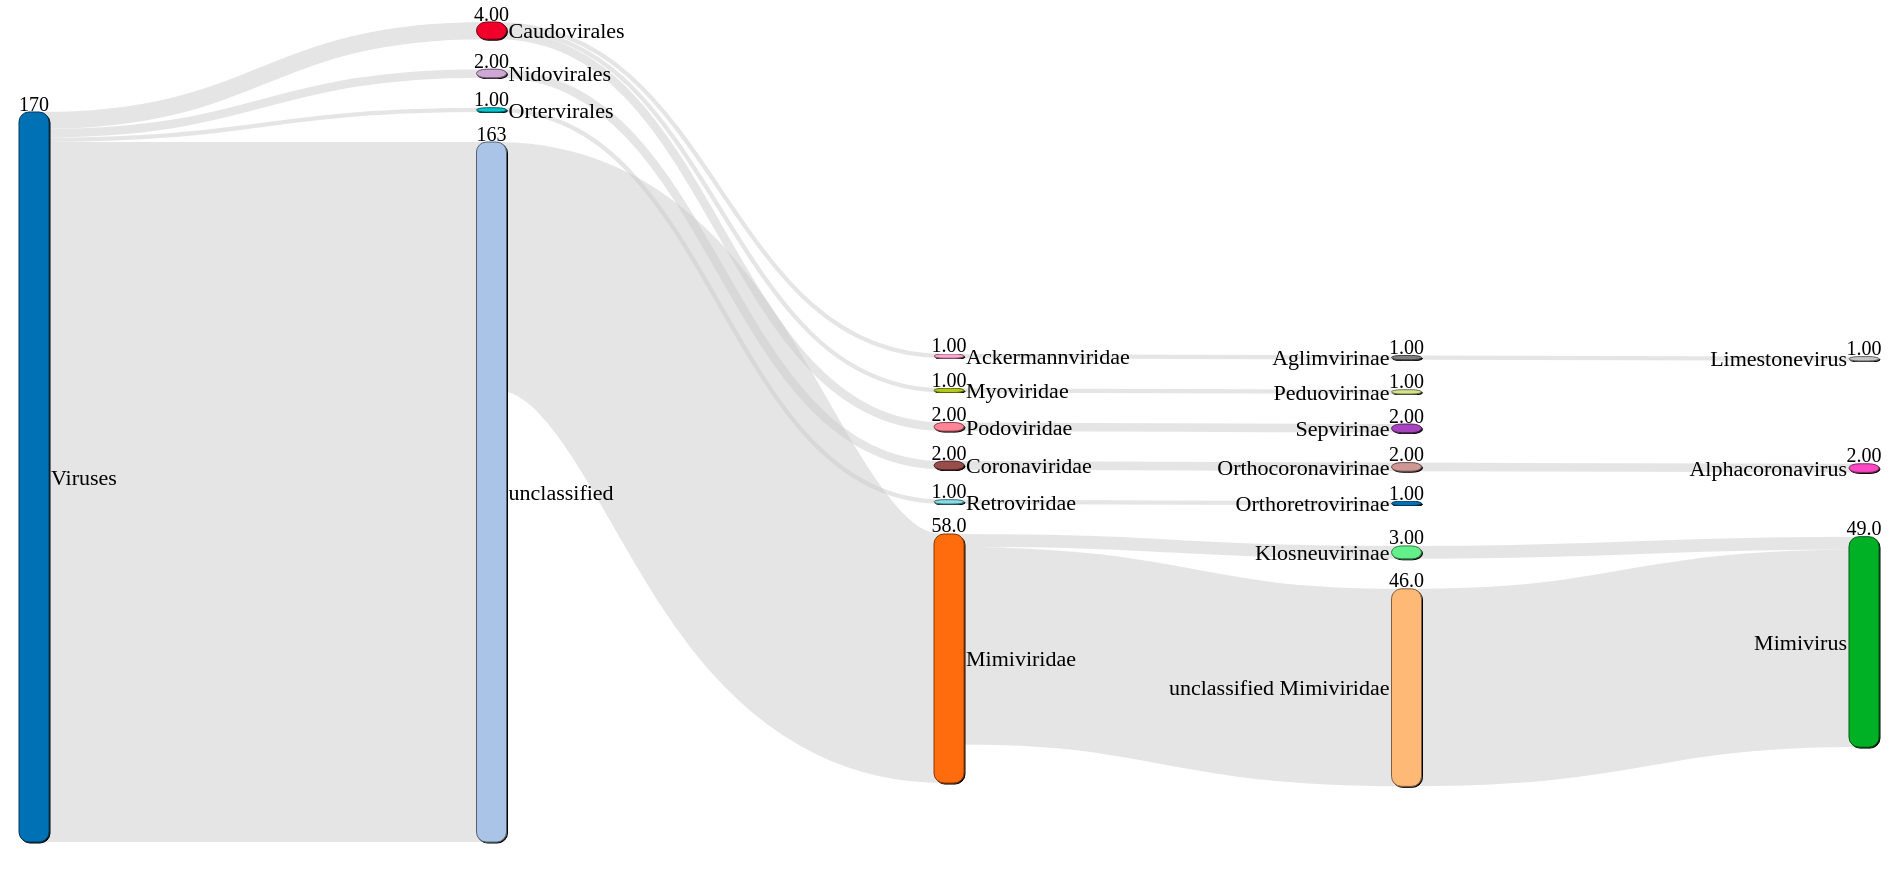 170
Viruses
4.00
Caudovirales
2.00
Nidovirales
1.00
Ortervirales
163
unclassified
1.00
Ackermannviridae
1.00
Myoviridae
2.00
Podoviridae
2.00
Coronaviridae
1.00
Retroviridae
58.0
Mimiviridae
1.00
Aglimvirinae
1.00
Peduovirinae
2.00
Sepvirinae
2.00
Orthocoronavirinae
1.00
Orthoretrovirinae
3.00
Klosneuvirinae
46.0
unclassified Mimiviridae
1.00
Limestonevirus
2.00
Alphacoronavirus
49.0
Mimivirus